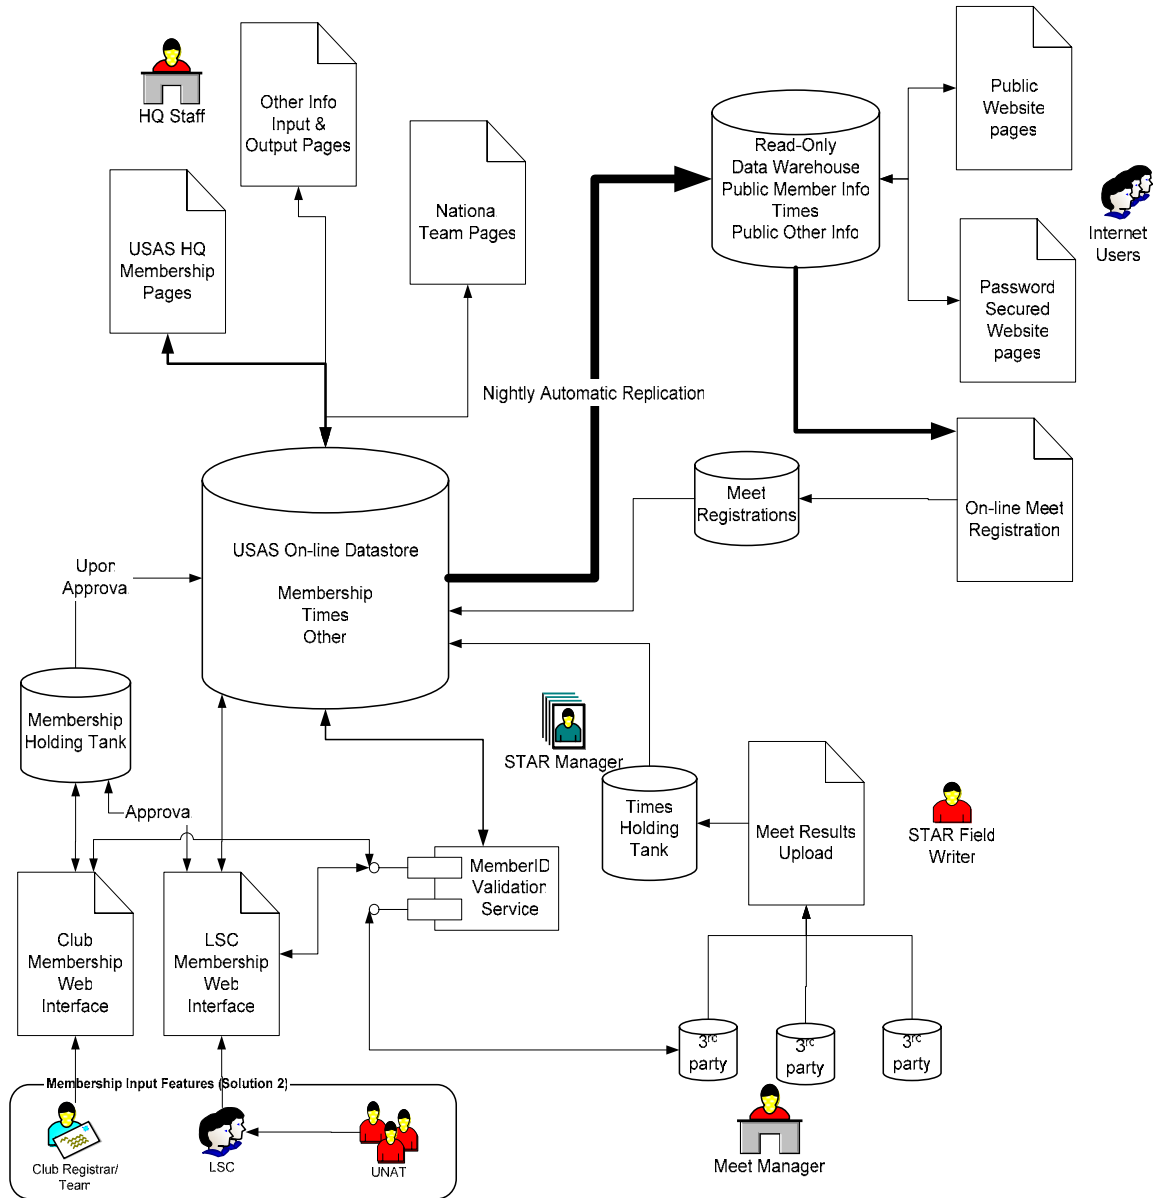 HQ Staff
Other Info
Input &
Output Pages
USAS HQ
Membership
Pages
Nationa
Team Pages
Read-Only
Data Warehouse
Public Member Info
Times
Public Other Info
Public
Website
pages
Internet
Users
Password
Secured
Website
pages
Nightly Automatic Replication
Meet
Registrations
On-line Meet
Registration
USAS On-line Datastore
Membership
Times
Other
Upon
Approva
Membership
Holding Tank
Approva
STAR Manager
Times
Holding
Tank
Meet Results
Upload
STAR Field
Writer
MemberID
Validation
Service
Club
Membership
Web
Interface
LSC
Membership
Web
Interface
3rd
party
3rd
party
3rd
party
Membership Input Features (Solution 2)
Club Registrar/
Team
LSC
UNAT
Meet Manager